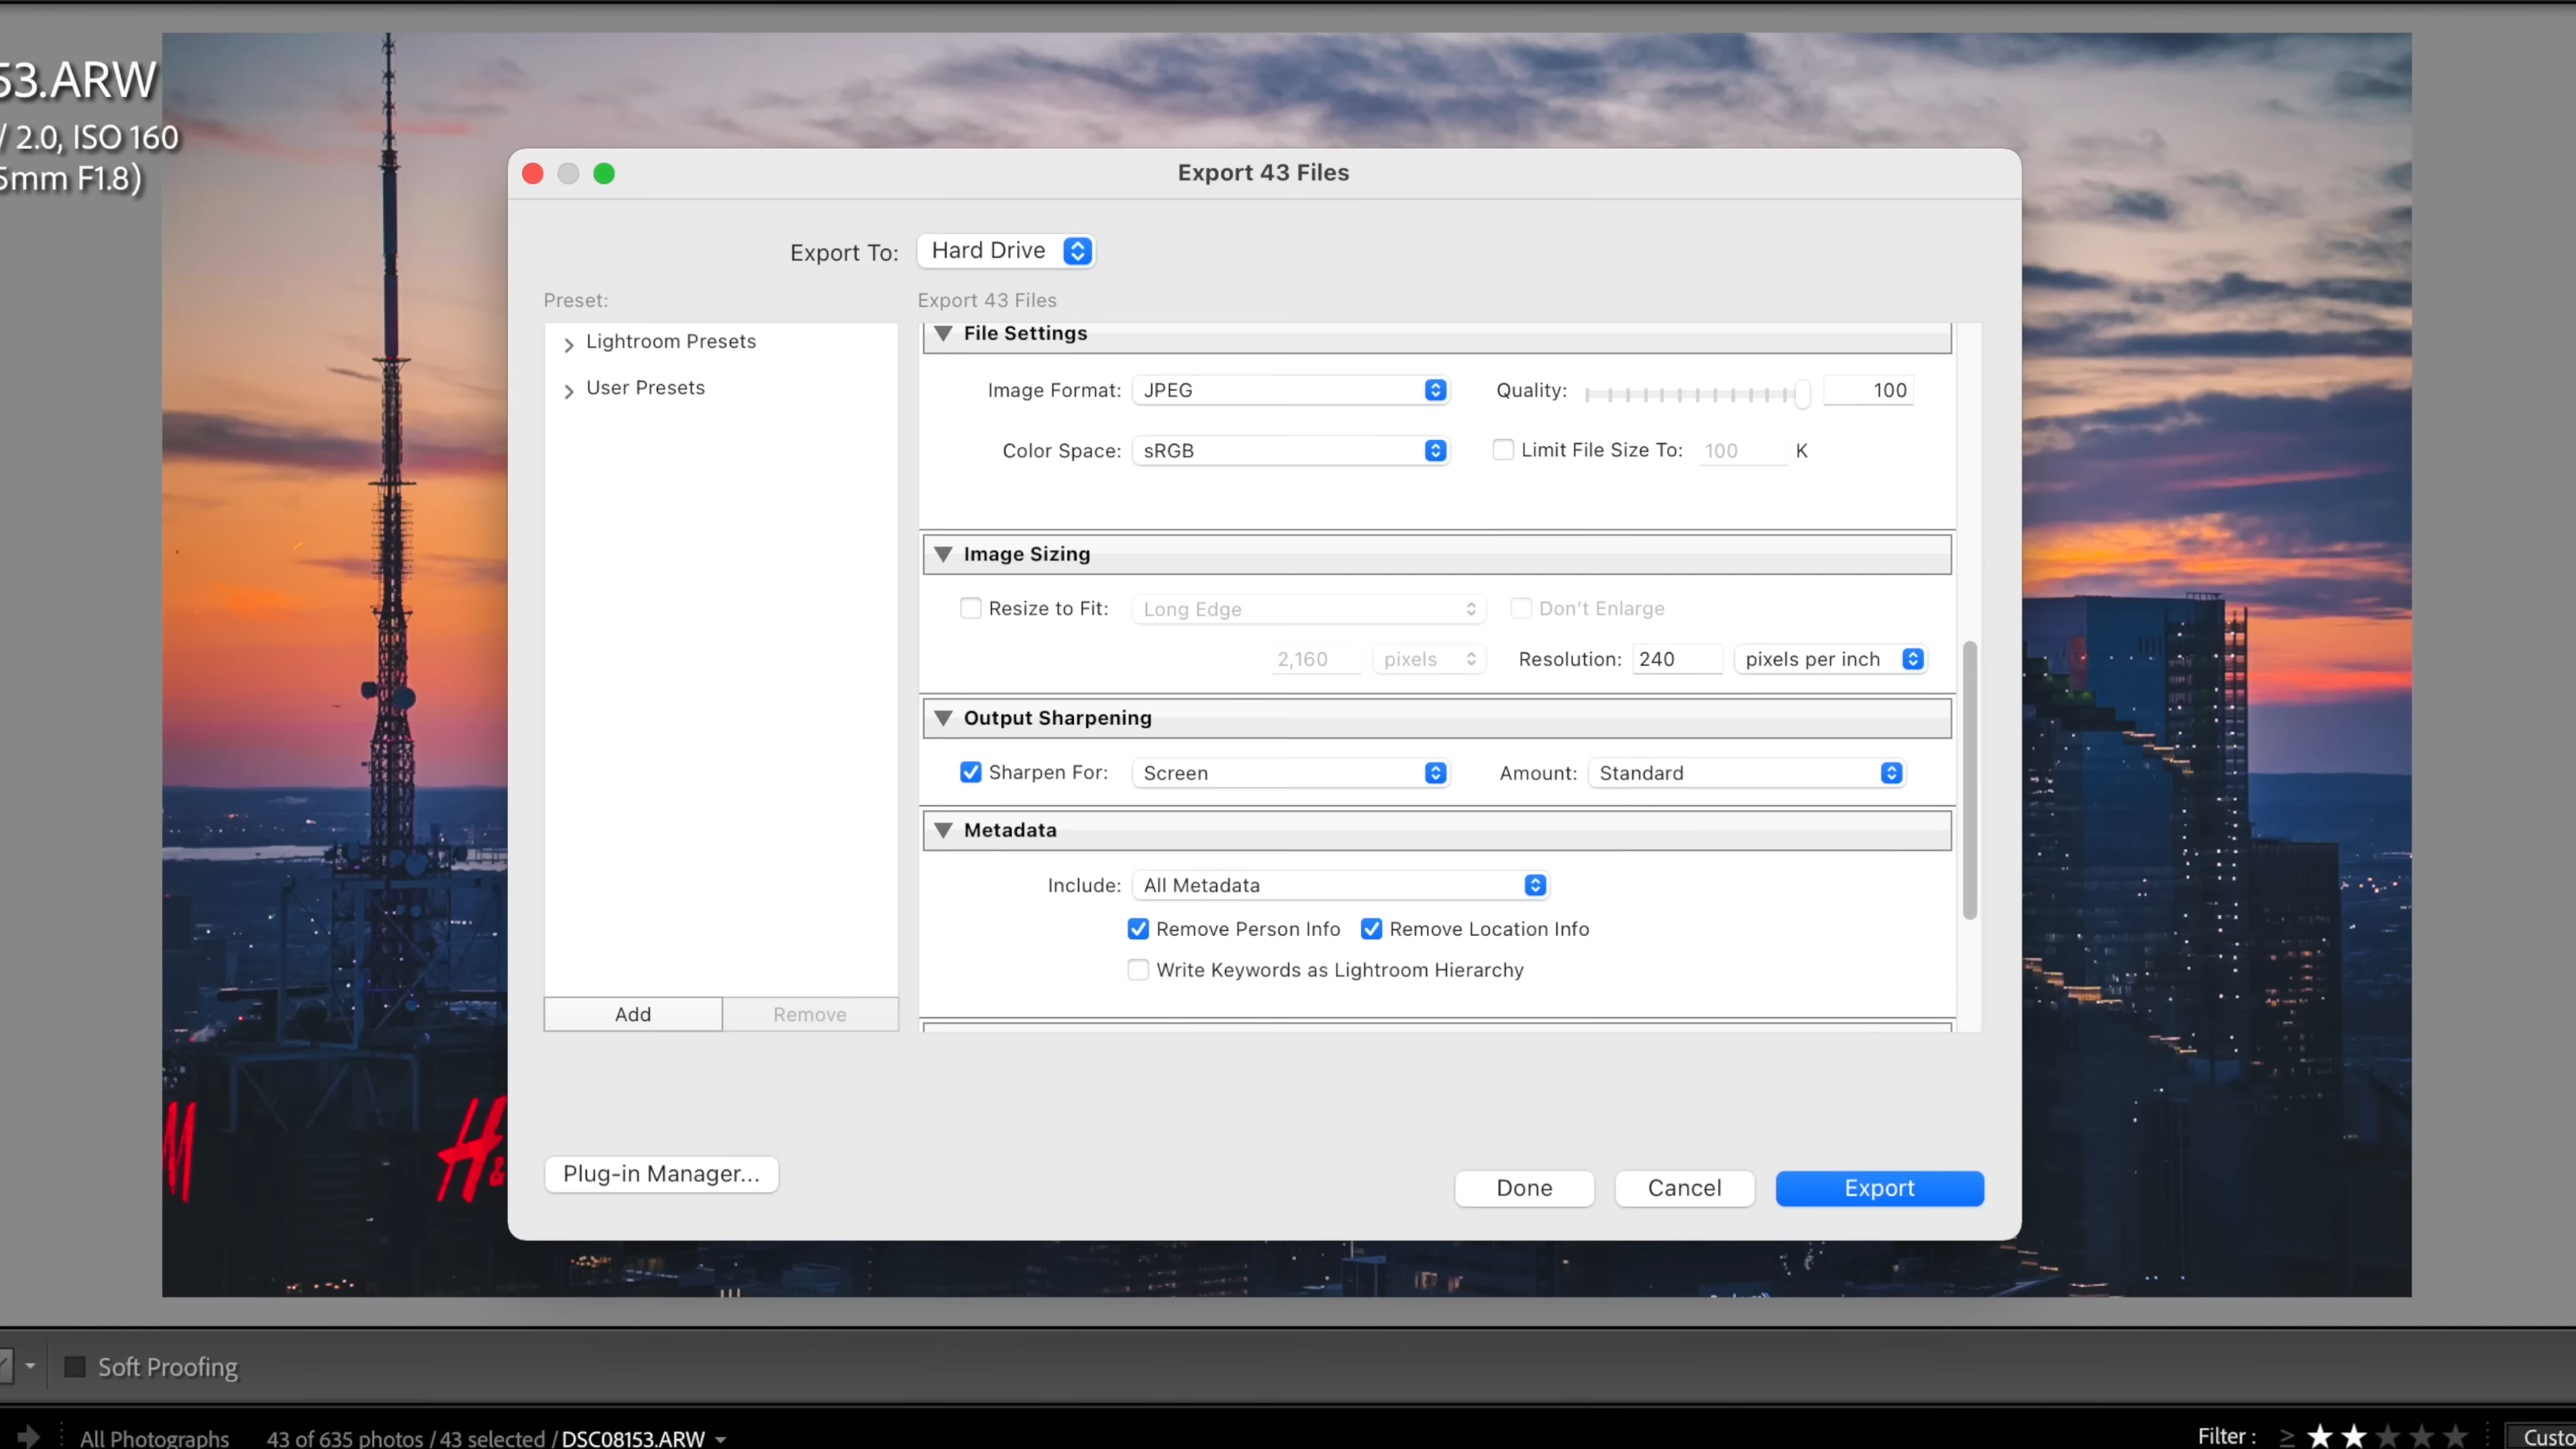 53.ARW
/ 2.0, ISO 160
5mm F1.8)
Export 43 Files
Export To: Hard Drive
Preset:
Export 43 Files
Lightroom Presets
User Presets
File Settings
Image Format: JPEG Quality: 100
Color Space: sRGB Limit File Size To: 100 K
Image Sizing
Resize to Fit: Long Edge Don't Enlarge
2,160 pixels Resolution: 240 pixels per inch
Output Sharpening
Sharpen For: Screen Amount: Standard
Metadata
Include: All Metadata
Remove Person Info Remove Location Info
Write Keywords as Lightroom Hierarchy
Add Remove
M H&
Plug-in Manager...
Done Cancel Export
Soft Proofing
All Photographs 43 of 635 photos / 43 selected / DSC08153.ARW
Filter : ≥ Custo